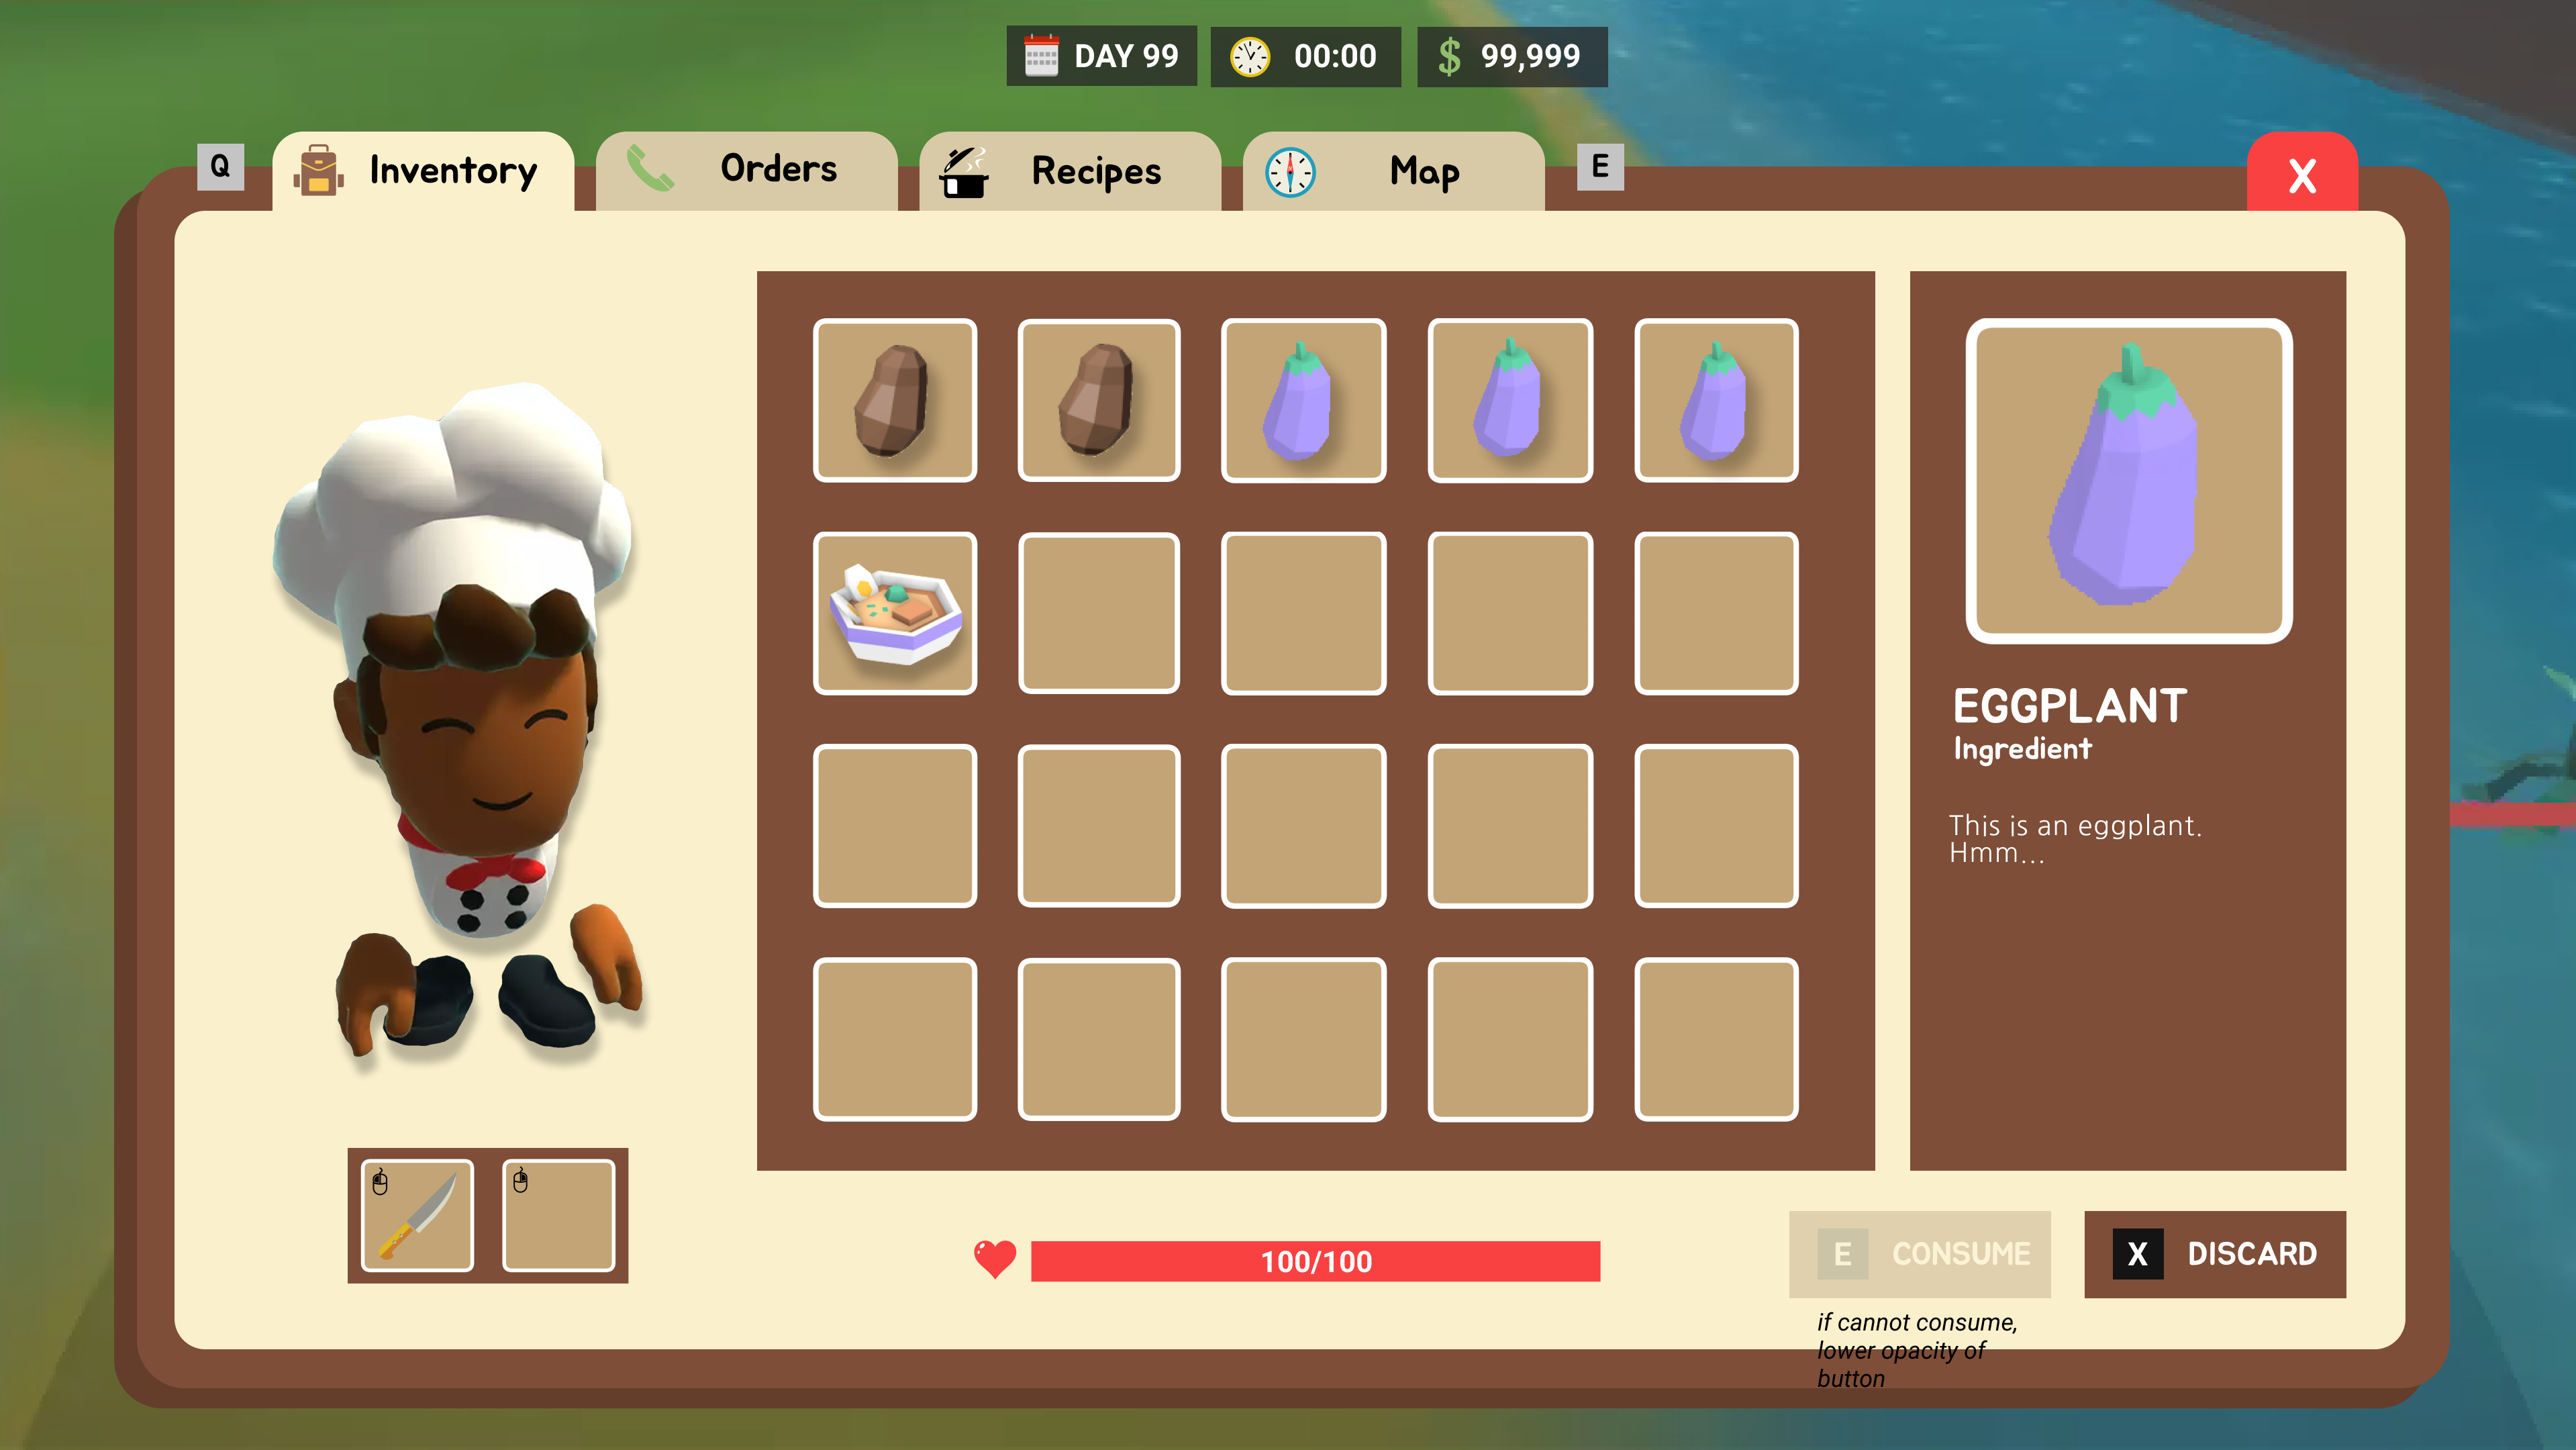 DAY 99
00:00
$ 99,999
Q
Inventory
Orders
Recipes
Map
E
X
EGGPLANT
Ingredient
This is an eggplant.
Hmm...
100/100
E CONSUME
X DISCARD
if cannot consume,
lower opacity of
button